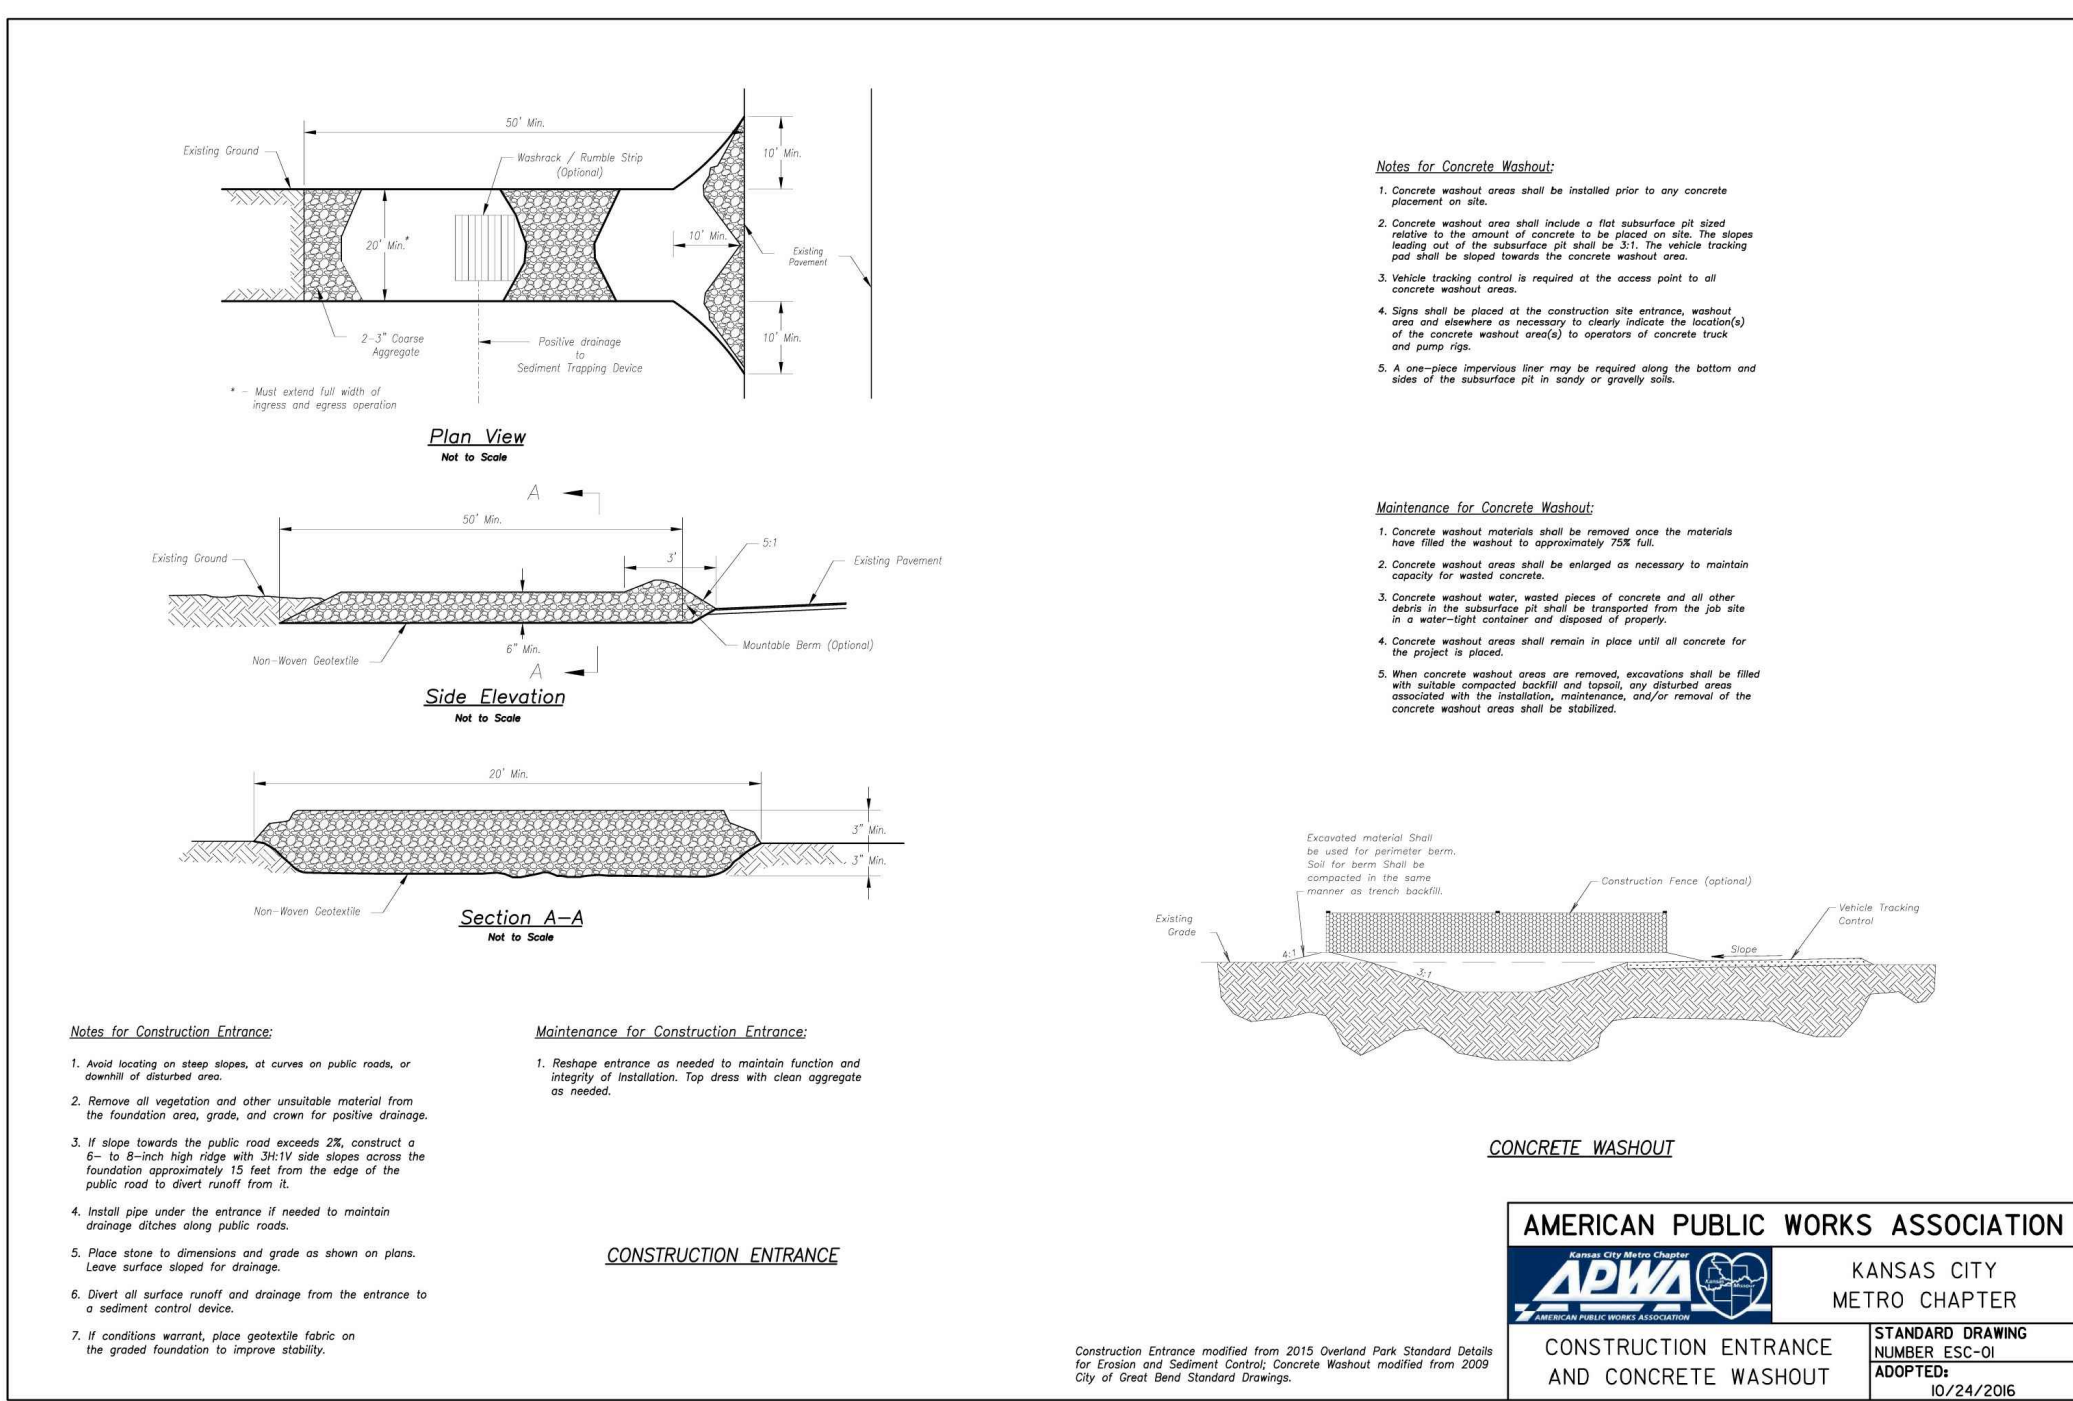 50' Min.
Existing Ground
Washrack / Rumble Strip
(Optional)
10' Min.
20' Min.*
10' Min.
Existing
Pavement
10' Min.
2-3" Coarse
Aggregate
Positive drainage
to
Sediment Trapping Device
* - Must extend full width of
ingress and egress operation
Plan View
Not to Scale
A
50' Min.
3'
5:1
Existing Ground
Existing Pavement
6" Min.
Mountable Berm (Optional)
Non-Woven Geotextile
A
Side Elevation
Not to Scale
20' Min.
3" Min.
3" Min.
Non-Woven Geotextile
Section A-A
Not to Scale
Notes for Construction Entrance:
1. Avoid locating on steep slopes, at curves on public roads, or
downhill of disturbed area.
2. Remove all vegetation and other unsuitable material from
the foundation area, grade, and crown for positive drainage.
3. If slope towards the public road exceeds 2%, construct a
6- to 8-inch high ridge with 3H:1V side slopes across the
foundation approximately 15 feet from the edge of the
public road to divert runoff from it.
4. Install pipe under the entrance if needed to maintain
drainage ditches along public roads.
5. Place stone to dimensions and grade as shown on plans.
Leave surface sloped for drainage.
6. Divert all surface runoff and drainage from the entrance to
a sediment control device.
7. If conditions warrant, place geotextile fabric on
the graded foundation to improve stability.
Maintenance for Construction Entrance:
1. Reshape entrance as needed to maintain function and
integrity of Installation. Top dress with clean aggregate
as needed.
CONSTRUCTION ENTRANCE
Notes for Concrete Washout:
1. Concrete washout areas shall be installed prior to any concrete
placement on site.
2. Concrete washout area shall include a flat subsurface pit sized
relative to the amount of concrete to be placed on site. The slopes
leading out of the subsurface pit shall be 3:1. The vehicle tracking
pad shall be sloped towards the concrete washout area.
3. Vehicle tracking control is required at the access point to all
concrete washout areas.
4. Signs shall be placed at the construction site entrance, washout
area and elsewhere as necessary to clearly indicate the location(s)
of the concrete washout area(s) to operators of concrete truck
and pump rigs.
5. A one-piece impervious liner may be required along the bottom and
sides of the subsurface pit in sandy or gravelly soils.
Maintenance for Concrete Washout:
1. Concrete washout materials shall be removed once the materials
have filled the washout to approximately 75% full.
2. Concrete washout areas shall be enlarged as necessary to maintain
capacity for wasted concrete.
3. Concrete washout water, wasted pieces of concrete and all other
debris in the subsurface pit shall be transported from the job site
in a water-tight container and disposed of properly.
4. Concrete washout areas shall remain in place until all concrete for
the project is placed.
5. When concrete washout areas are removed, excavations shall be filled
with suitable compacted backfill and topsoil, any disturbed areas
associated with the installation, maintenance, and/or removal of the
concrete washout areas shall be stabilized.
Excavated material Shall
be used for perimeter berm.
Soil for berm Shall be
compacted in the same
manner as trench backfill.
Construction Fence (optional)
Vehicle Tracking
Control
Existing
Grade
4:1
Slope
3:1
CONCRETE WASHOUT
Construction Entrance modified from 2015 Overland Park Standard Details
for Erosion and Sediment Control; Concrete Washout modified from 2009
City of Great Bend Standard Drawings.
AMERICAN PUBLIC WORKS ASSOCIATION
Kansas City Metro Chapter
APWA
Kansas Missouri
AMERICAN PUBLIC WORKS ASSOCIATION
KANSAS CITY
METRO CHAPTER
CONSTRUCTION ENTRANCE
AND CONCRETE WASHOUT
STANDARD DRAWING
NUMBER ESC-01
ADOPTED:
10/24/2016